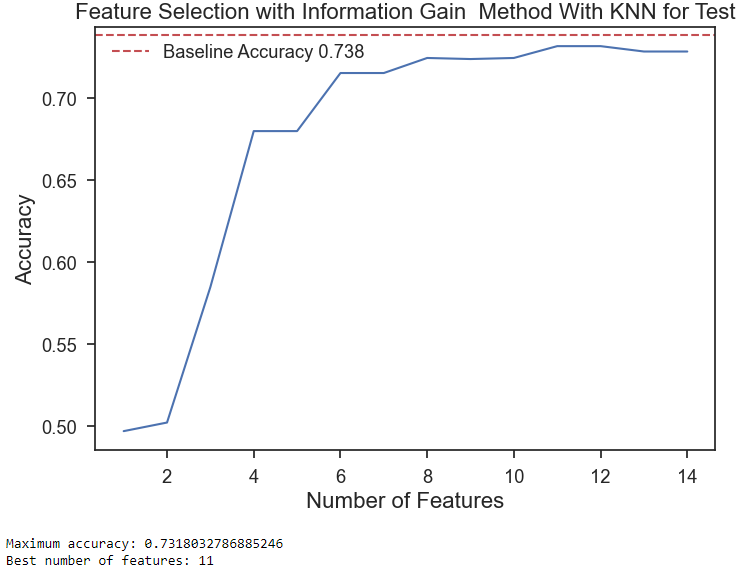 Feature Selection with Information Gain  Method With KNN for Test
Baseline Accuracy 0.738
0.70
0.65
0.60
0.55
0.50
Accuracy
2 4 6 8 10 12 14
Number of Features
Maximum accuracy: 0.7318032786885246
Best number of features: 11